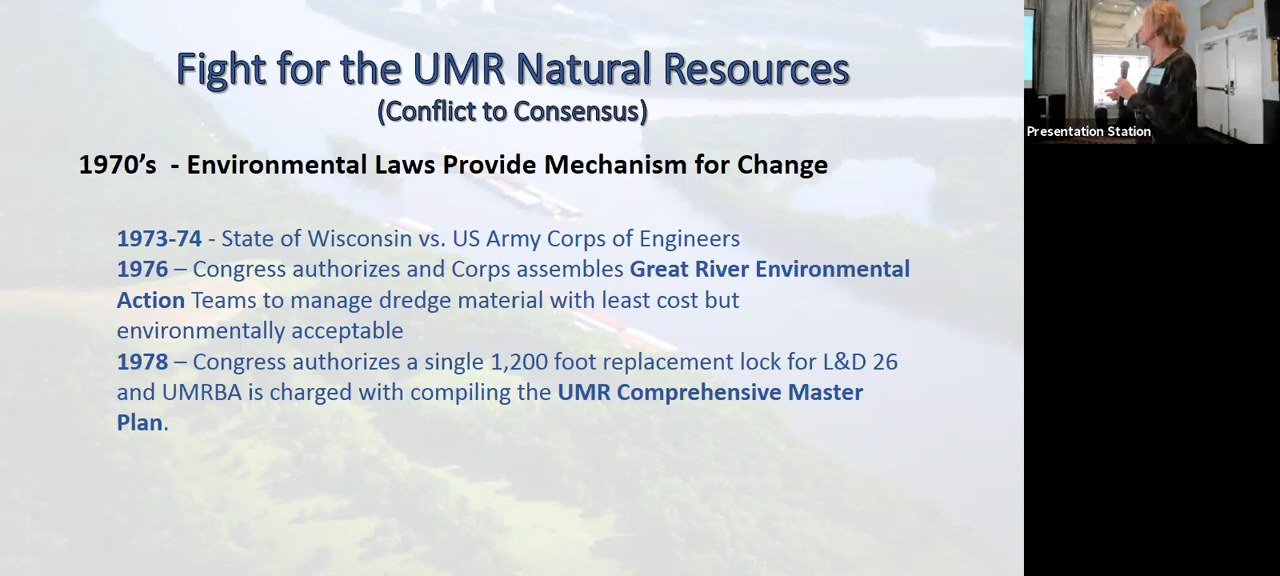 Fight for the UMR Natural Resources
(Conflict to Consensus)
1970's - Environmental Laws Provide Mechanism for Change
1973-74 - State of Wisconsin vs. US Army Corps of Engineers
1976 – Congress authorizes and Corps assembles Great River Environmental
Action Teams to manage dredge material with least cost but
environmentally acceptable
1978 – Congress authorizes a single 1,200 foot replacement lock for L&D 26
and UMRBA is charged with compiling the UMR Comprehensive Master
Plan.
Presentation Station